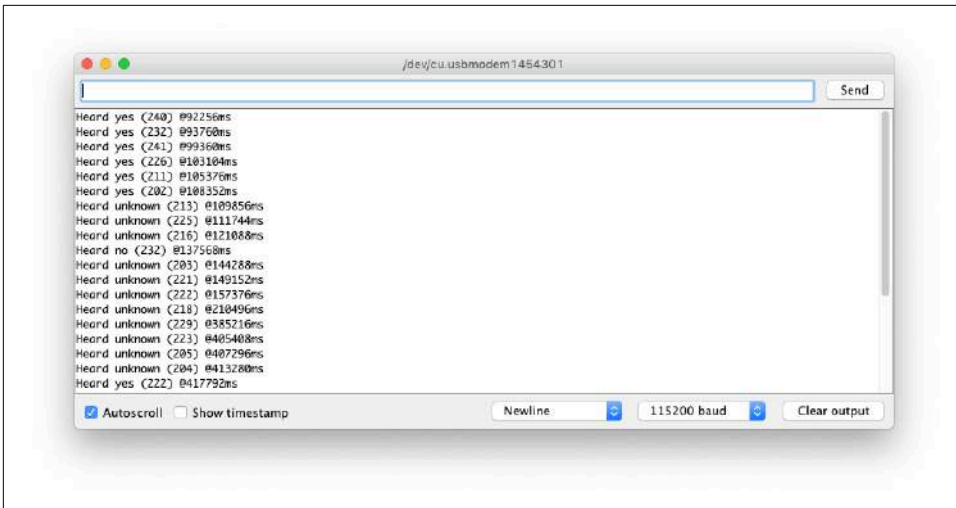 /dev/cu.usbmodem1454301
Send
Heard yes (240) @92256ms
Heard yes (232) @93760ms
Heard yes (241) @99360ms
Heard yes (226) @103104ms
Heard yes (211) @105376ms
Heard yes (202) @108352ms
Heard unknown (213) @109856ms
Heard unknown (225) @111744ms
Heard unknown (216) @121088ms
Heard no (232) @137568ms
Heard unknown (203) @144288ms
Heard unknown (221) @149152ms
Heard unknown (222) @157376ms
Heard unknown (218) @210496ms
Heard unknown (229) @385216ms
Heard unknown (223) @405408ms
Heard unknown (205) @407296ms
Heard unknown (204) @413280ms
Heard yes (222) @417792ms
Autoscroll Show timestamp Newline 115200 baud Clear output